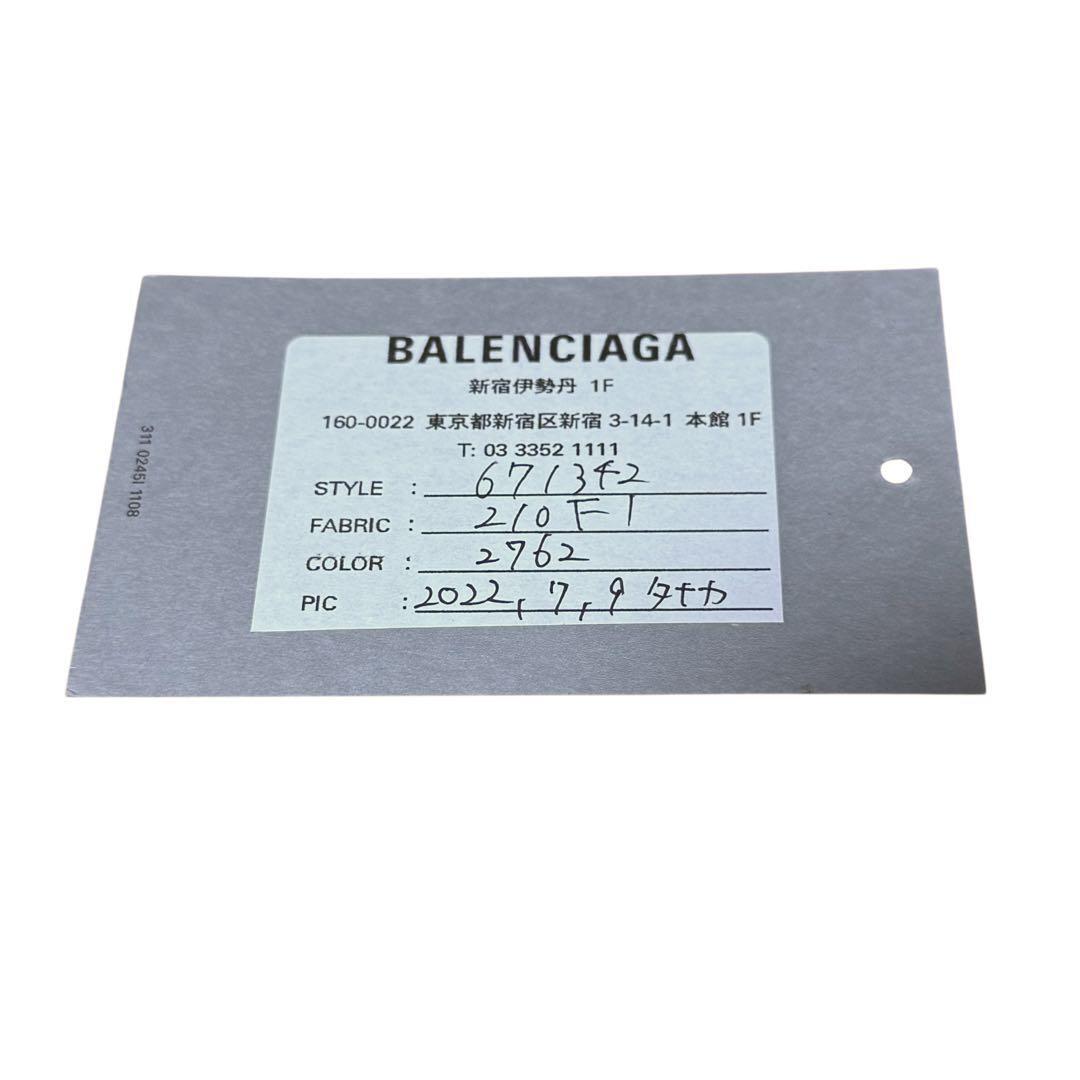 BALENCIAGA
新宿伊勢丹 1F
160-0022 東京都新宿区新宿 3-14-1 本館 1F
T: 03 3352 1111
STYLE : 671342
FABRIC : 210F1
COLOR : 2762
PIC : 2022, 7, 9 タナカ
311 0245I 1108